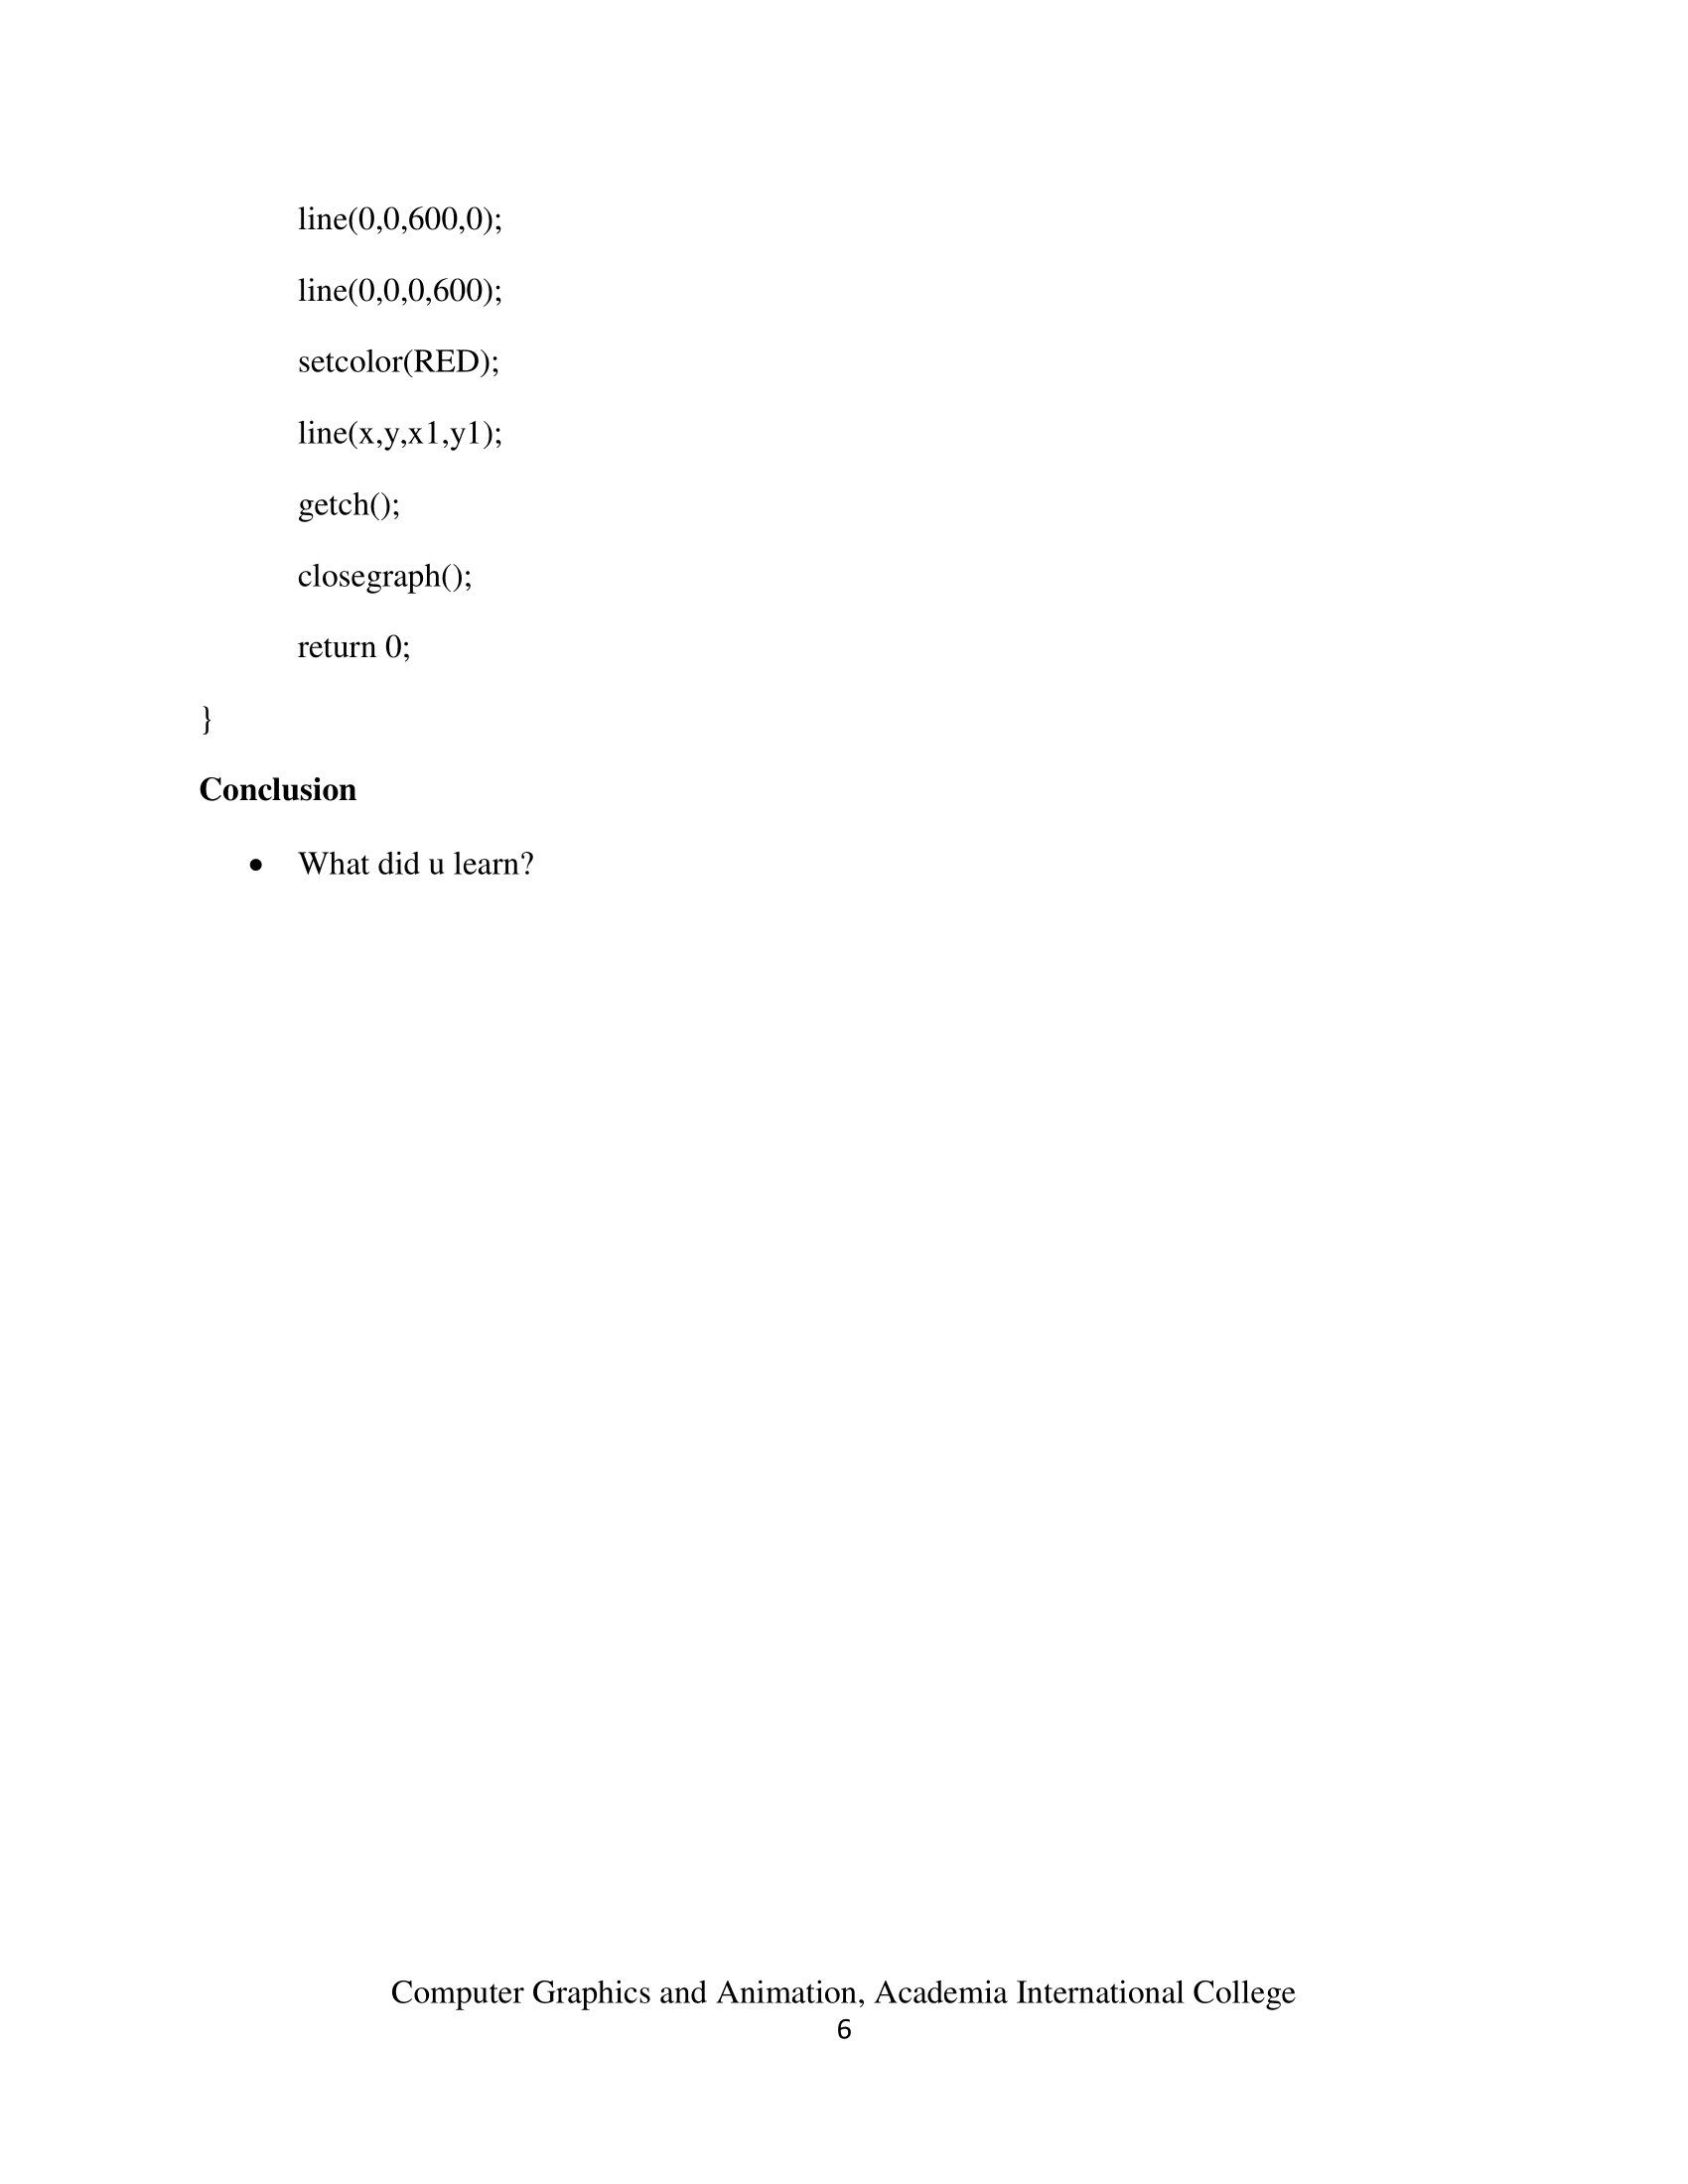 line(0,0,600,0);
line(0,0,0,600);
setcolor(RED);
line(x,y,x1,y1);
getch();
closegraph();
return 0;
}
Conclusion
• What did u learn?
Computer Graphics and Animation, Academia International College
6